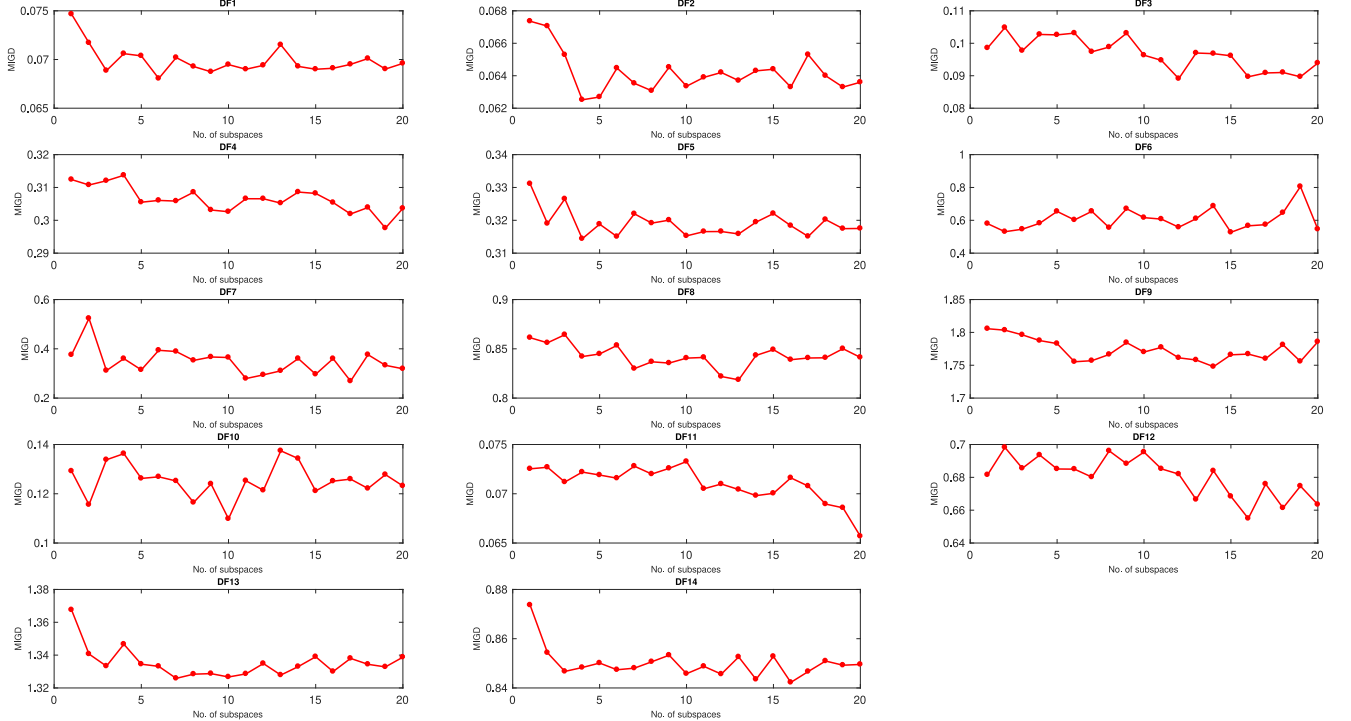 DF1
0.075
0.07
0.065
MIGD
0 5 10 15 20
No. of subspaces
DF2
0.068
0.066
0.064
0.062
MIGD
0 5 10 15 20
No. of subspaces
DF3
0.11
0.1
0.09
0.08
MIGD
0 5 10 15 20
No. of subspaces
DF4
0.32
0.31
0.3
0.29
MIGD
0 5 10 15 20
No. of subspaces
DF5
0.34
0.33
0.32
0.31
MIGD
0 5 10 15 20
No. of subspaces
DF6
1
0.8
0.6
0.4
MIGD
0 5 10 15 20
No. of subspaces
DF7
0.6
0.4
0.2
MIGD
0 5 10 15 20
No. of subspaces
DF8
0.9
0.85
0.8
MIGD
0 5 10 15 20
No. of subspaces
DF9
1.85
1.8
1.75
1.7
MIGD
0 5 10 15 20
No. of subspaces
DF10
0.14
0.12
0.1
MIGD
0 5 10 15 20
No. of subspaces
DF11
0.075
0.07
0.065
MIGD
0 5 10 15 20
No. of subspaces
DF12
0.7
0.68
0.66
0.64
MIGD
0 5 10 15 20
No. of subspaces
DF13
1.38
1.36
1.34
1.32
MIGD
0 5 10 15 20
No. of subspaces
DF14
0.88
0.86
0.84
MIGD
0 5 10 15 20
No. of subspaces